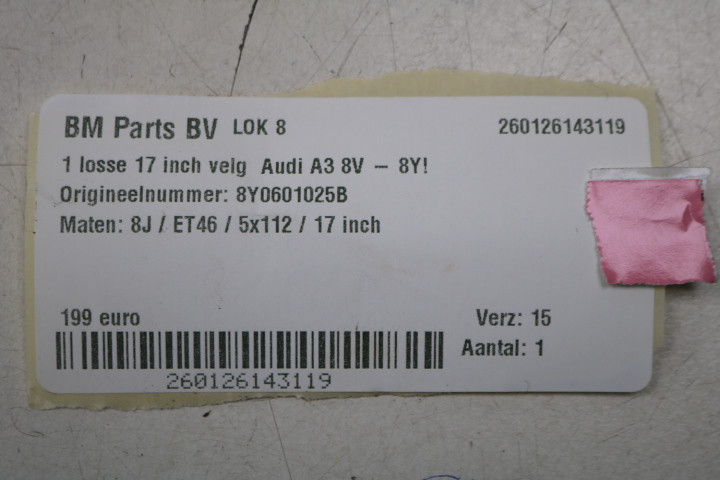 BM Parts BV LOK 8 260126143119
1 losse 17 inch velg Audi A3 8V – 8Y!
Origineelnummer: 8Y0601025B
Maten: 8J / ET46 / 5x112 / 17 inch
199 euro Verz: 15
Aantal: 1
260126143119